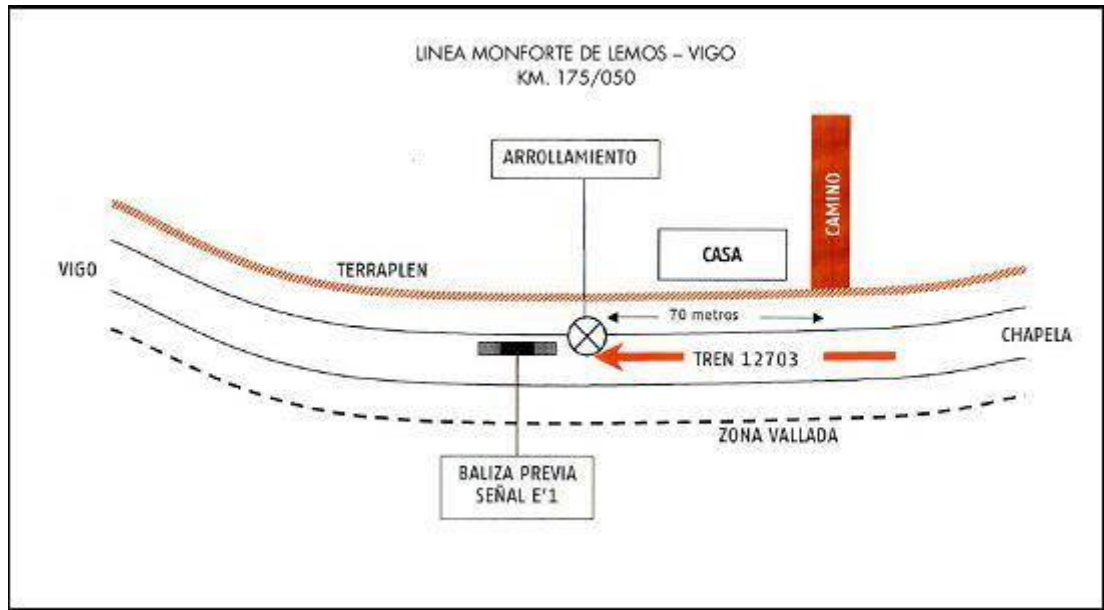 LINEA MONFORTE DE LEMOS – VIGO
KM. 175/050
ARROLLAMIENTO
CAMINO
CASA
VIGO
TERRAPLEN
70 metros
CHAPELA
TREN 12703
ZONA VALLADA
BALIZA PREVIA
SEÑAL E'1